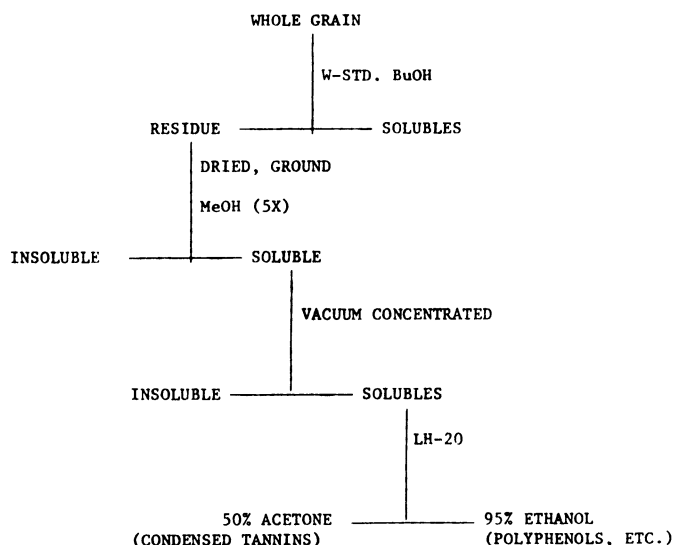 WHOLE GRAIN
W-STD. BuOH
RESIDUE
SOLUBLES
DRIED, GROUND
MeOH (5X)
INSOLUBLE
SOLUBLE
VACUUM CONCENTRATED
INSOLUBLE
SOLUBLES
LH-20
50% ACETONE
(CONDENSED TANNINS)
95% ETHANOL
(POLYPHENOLS, ETC.)